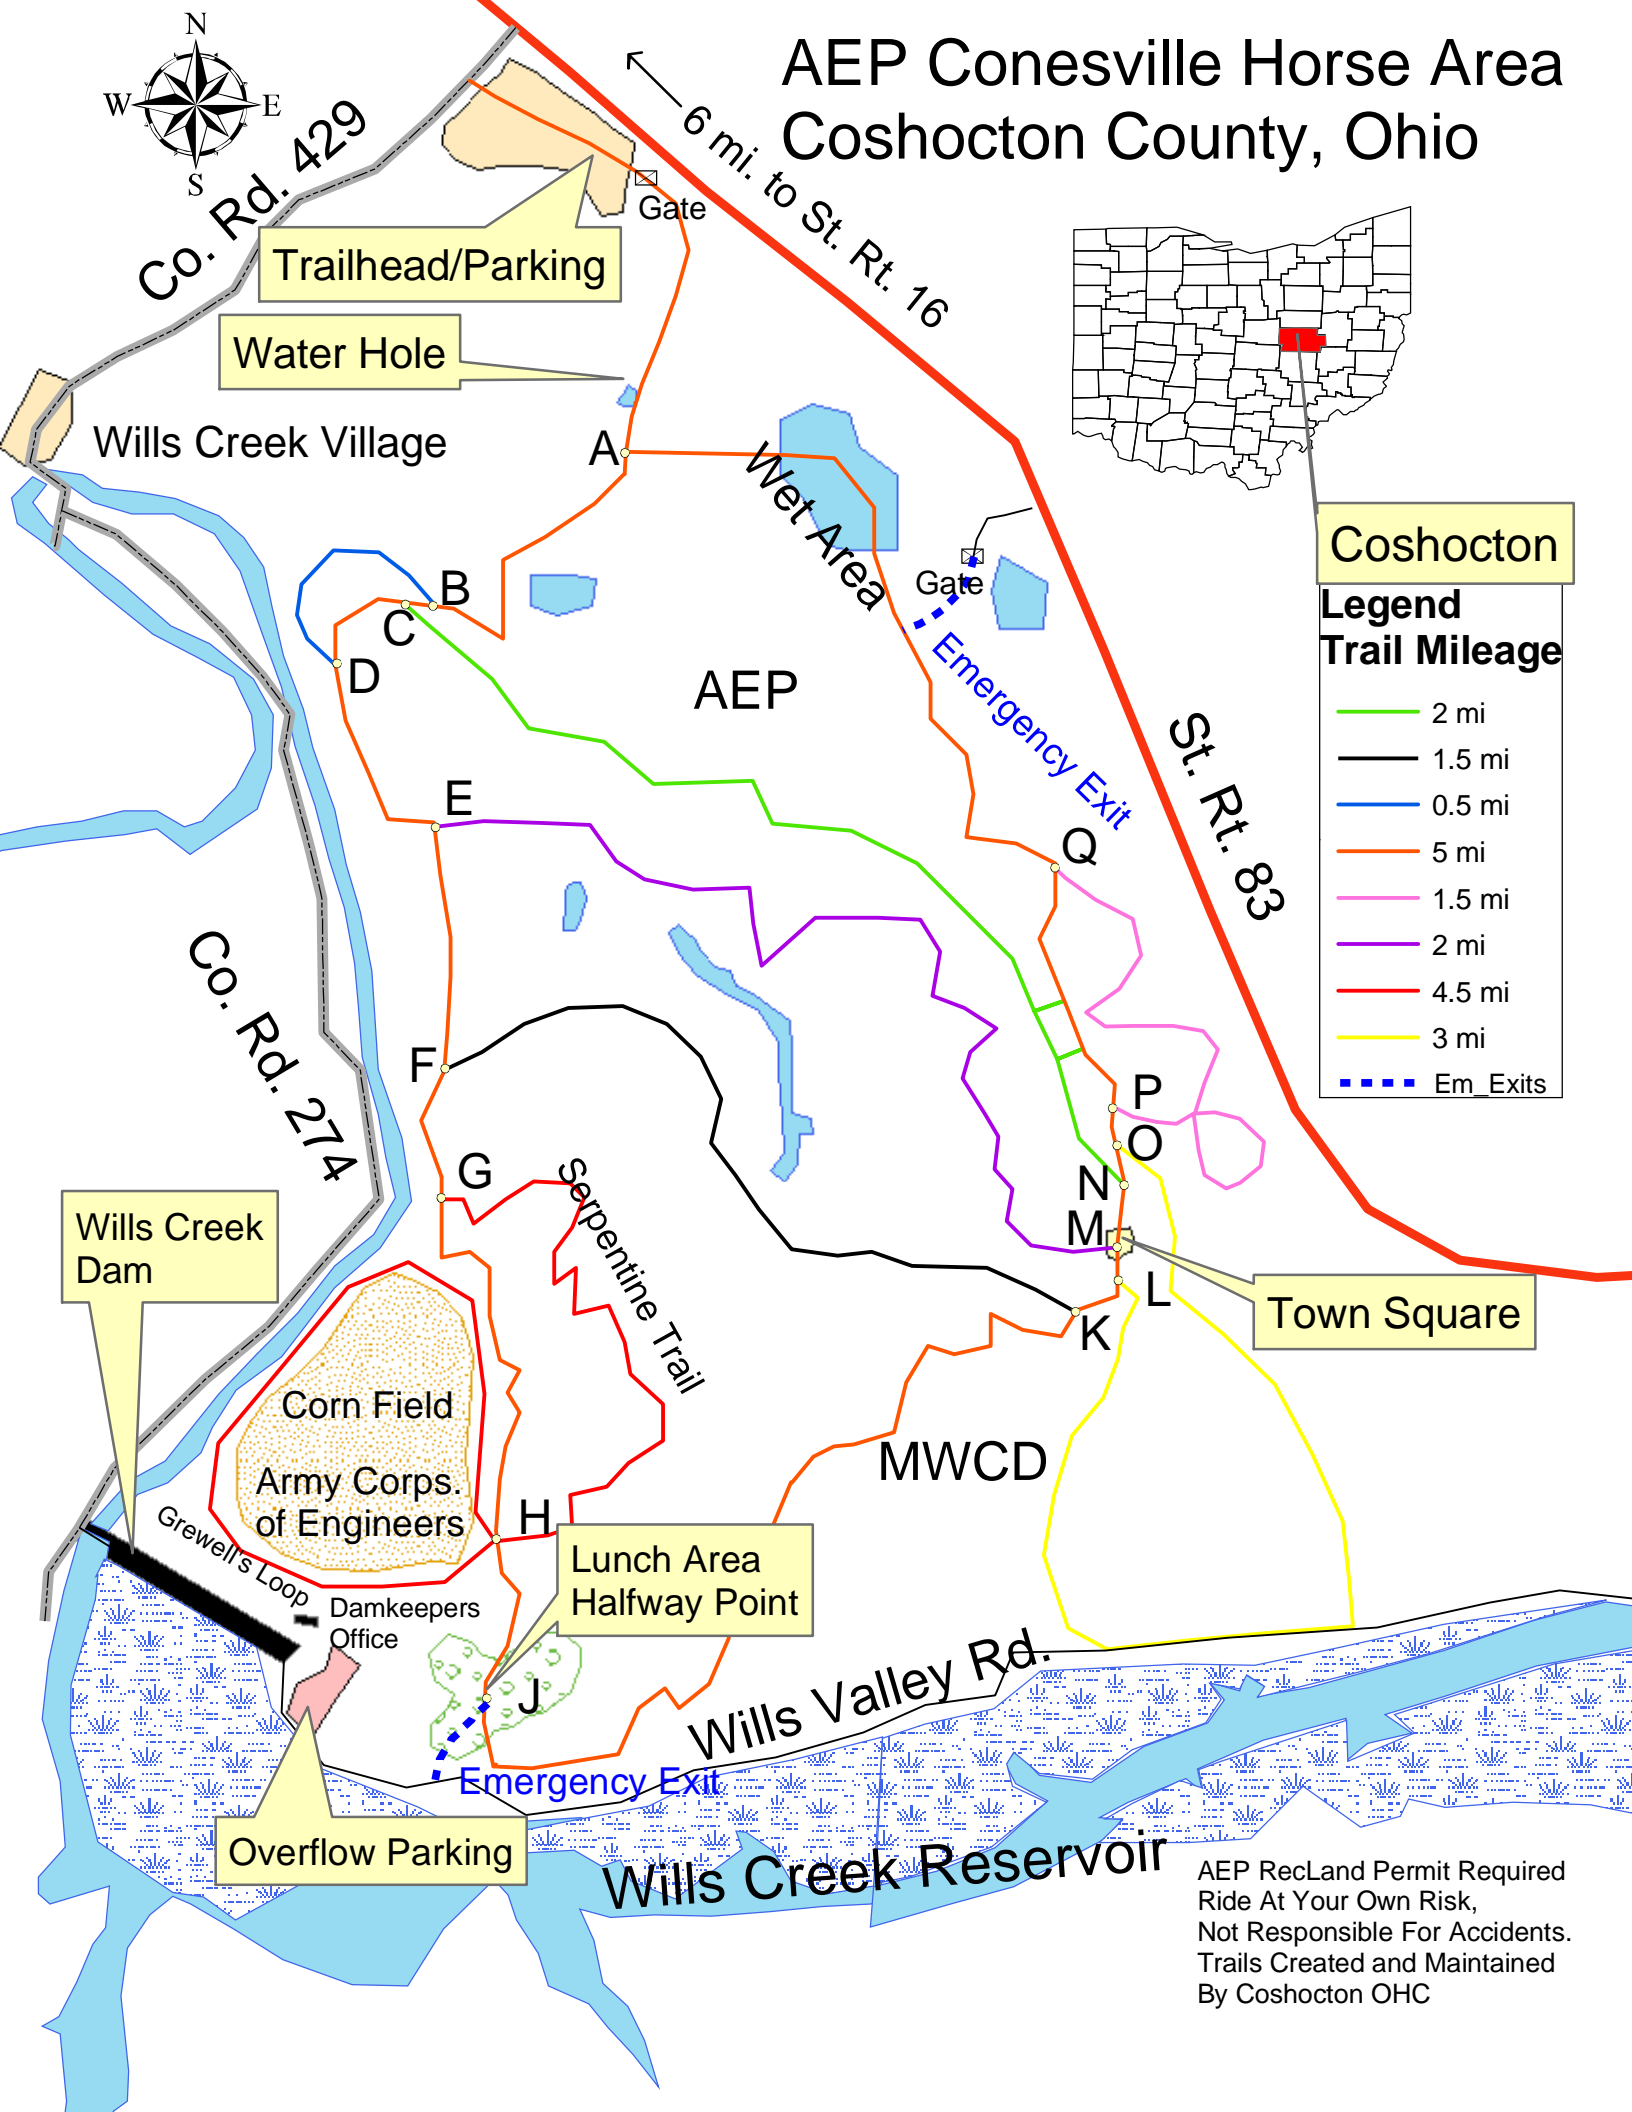 AEP Conesville Horse Area
Coshocton County, Ohio
N
W
E
S
Co. Rd. 429
6 mi. to St. Rt. 16
Gate
Trailhead/Parking
Water Hole
Wills Creek Village
A
Wet Area
Gate
Coshocton
Legend
Trail Mileage
2 mi
1.5 mi
0.5 mi
5 mi
1.5 mi
2 mi
4.5 mi
3 mi
Em_Exits
B
C
D
AEP
Emergency Exit
St. Rt. 83
E
Q
Co. Rd. 274
F
P
O
G
N
M
L
K
Serpentine Trail
Wills Creek
Dam
Town Square
Corn Field
Army Corps.
of Engineers
MWCD
H
Grewell's Loop
Lunch Area
Halfway Point
Damkeepers
Office
J
Wills Valley Rd.
Emergency Exit
Overflow Parking
Wills Creek Reservoir
AEP RecLand Permit Required
Ride At Your Own Risk,
Not Responsible For Accidents.
Trails Created and Maintained
By Coshocton OHC